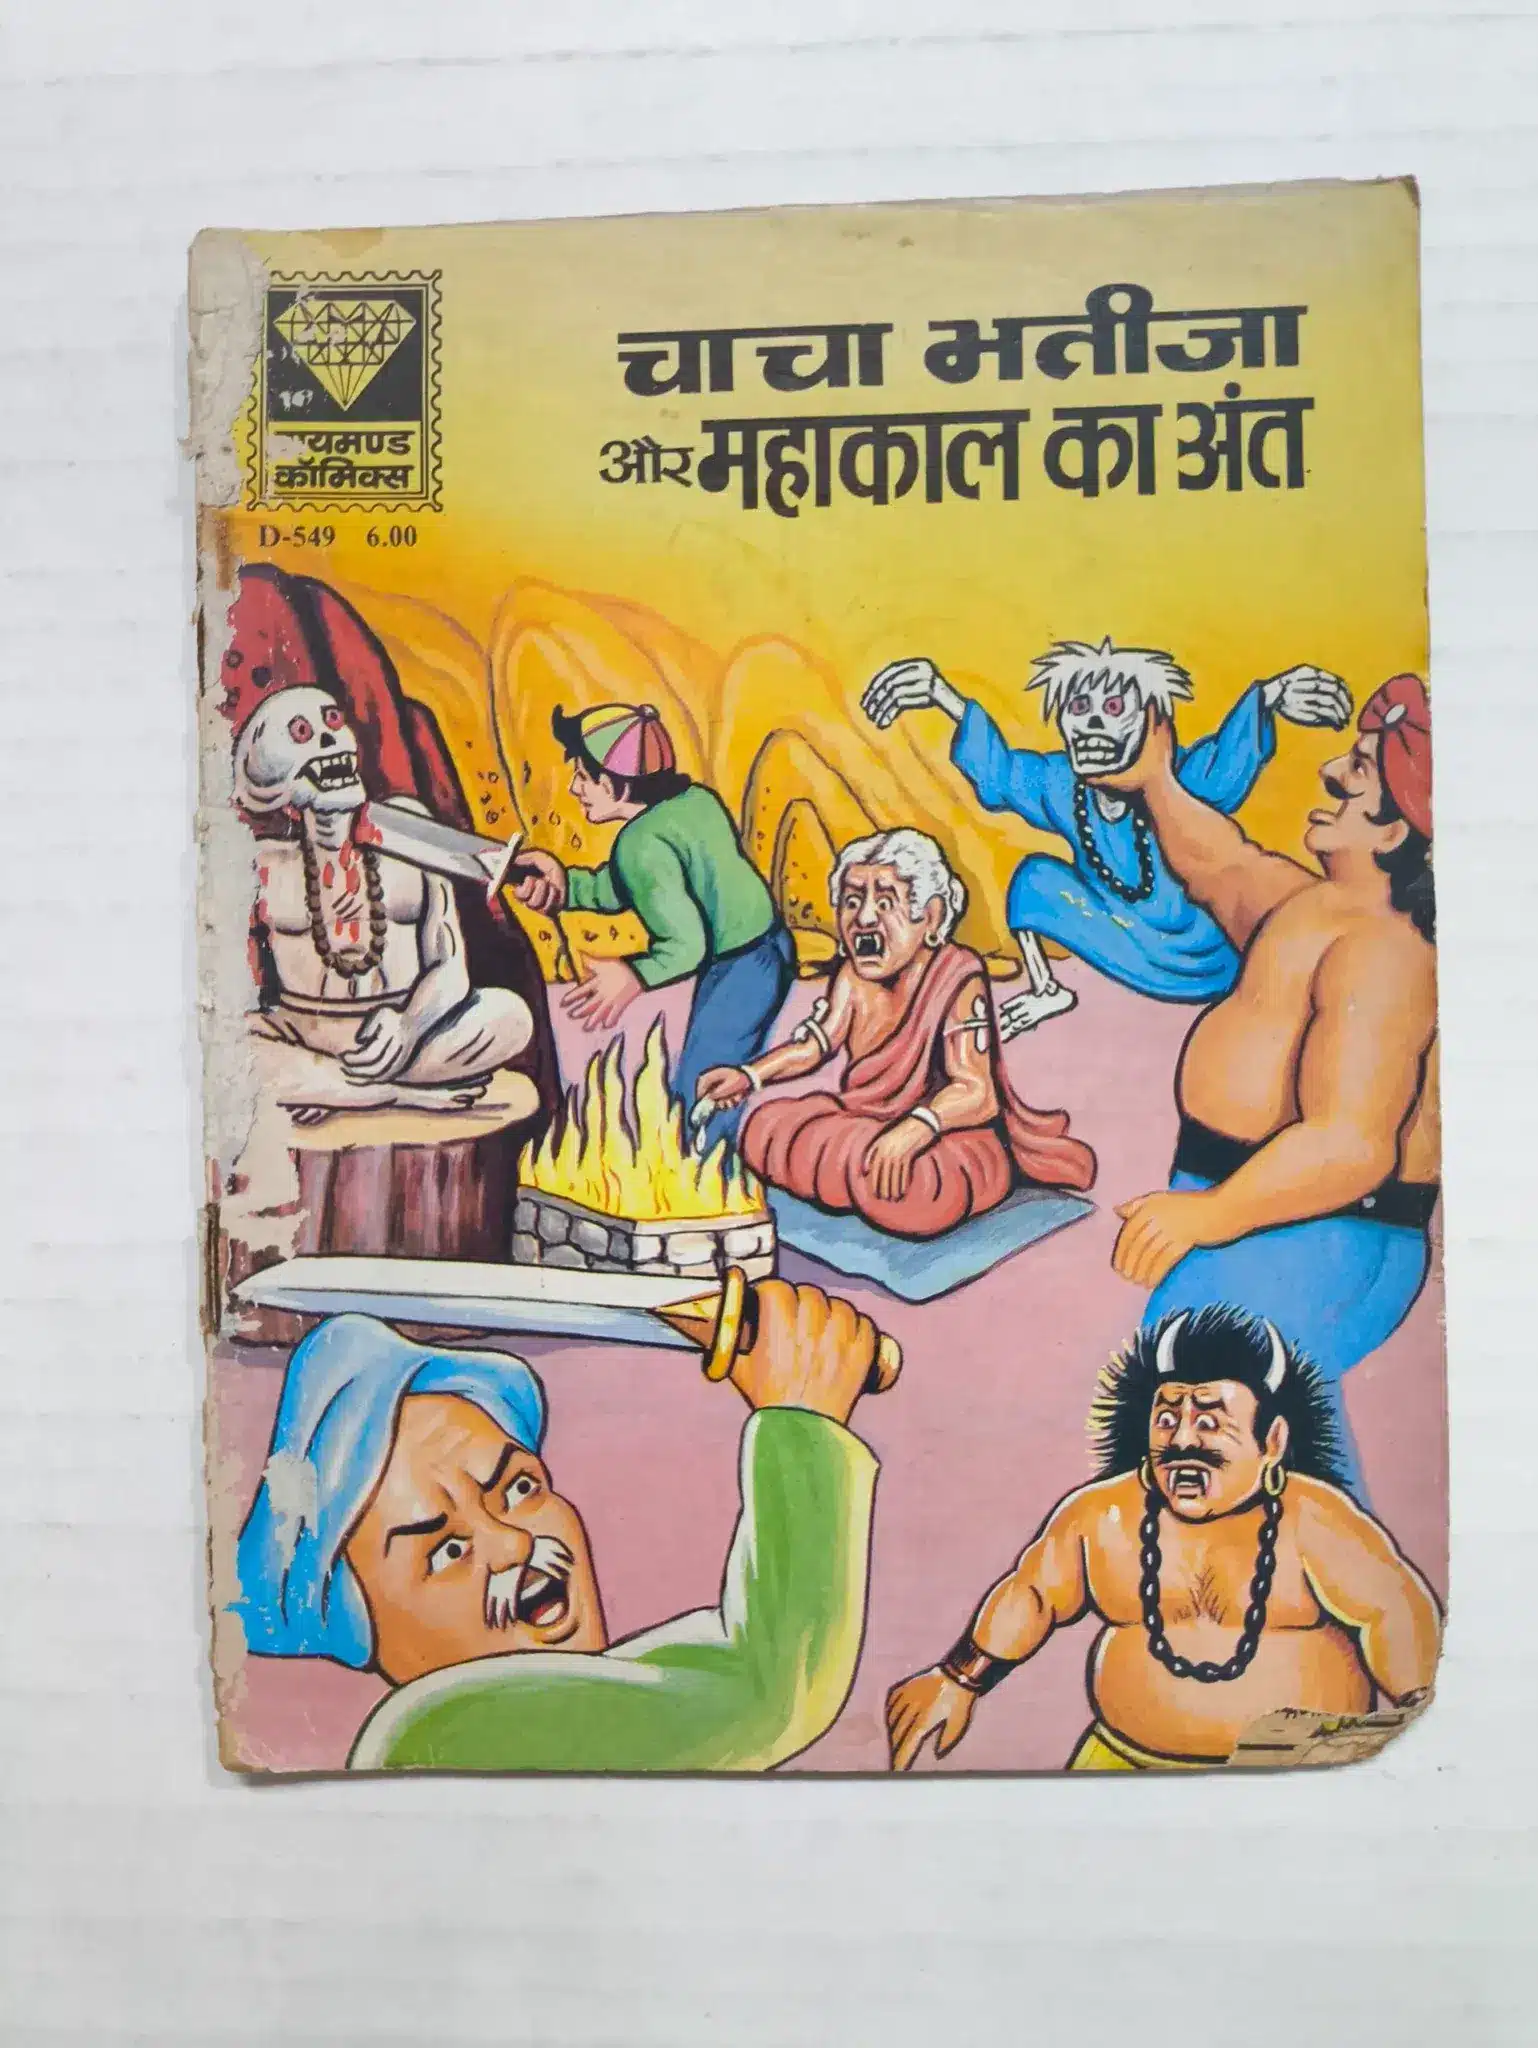 चाचा भतीजा
और महाकाल का अंत
कॉमिक्स
D-549 6.00